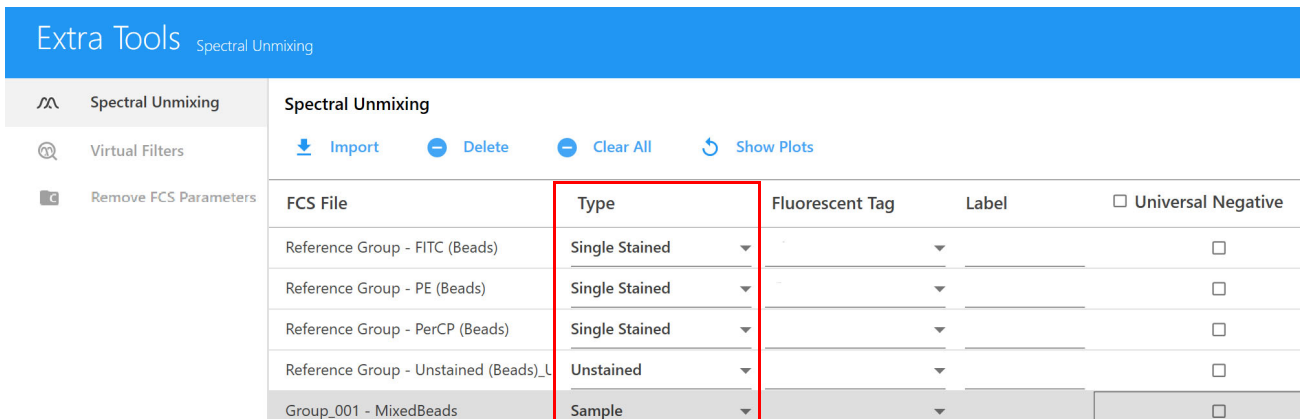 Extra Tools Spectral Unmixing
Spectral Unmixing
Virtual Filters
Remove FCS Parameters
Spectral Unmixing
Import Delete Clear All Show Plots
FCS File Type Fluorescent Tag Label Universal Negative
Reference Group - FITC (Beads) Single Stained
Reference Group - PE (Beads) Single Stained
Reference Group - PerCP (Beads) Single Stained
Reference Group - Unstained (Beads)_U Unstained
Group_001 - MixedBeads Sample